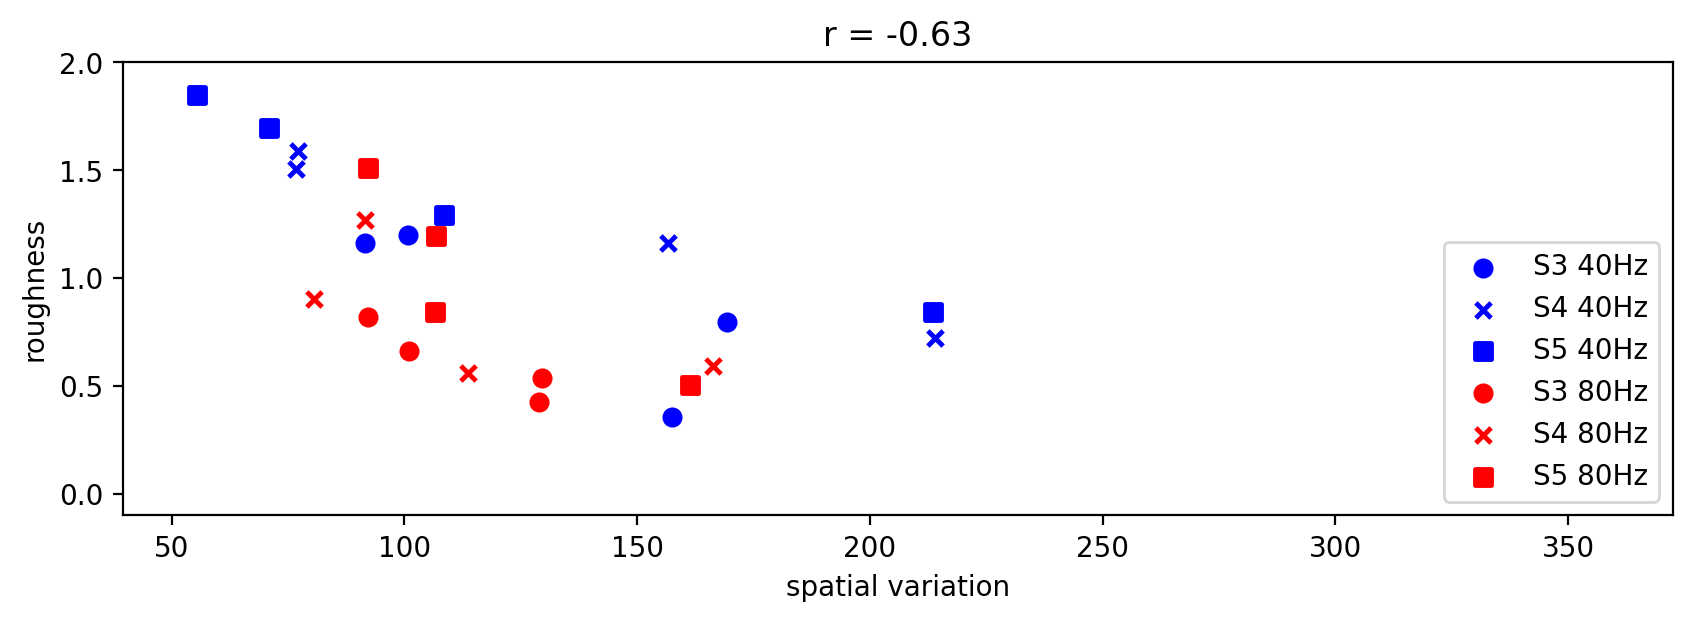 r = -0.63
2.0
1.5
1.0
0.5
0.0
roughness
50 100 150 200 250 300 350
spatial variation
S3 40Hz
S4 40Hz
S5 40Hz
S3 80Hz
S4 80Hz
S5 80Hz